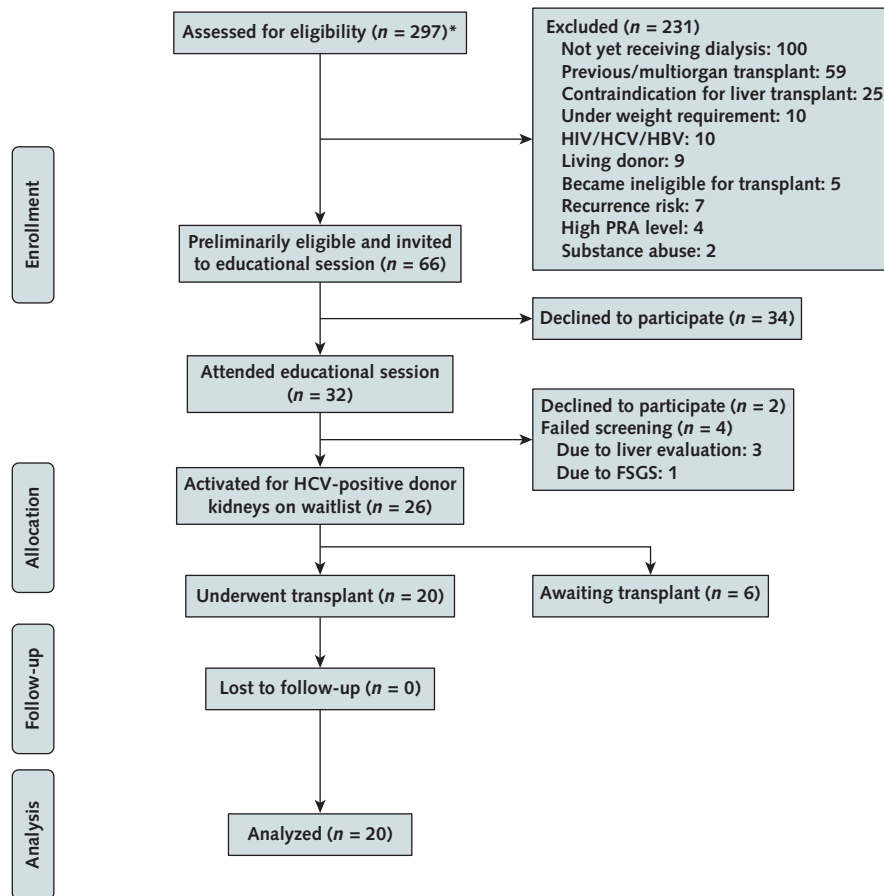 Assessed for eligibility (n = 297)*
Excluded (n = 231)
Not yet receiving dialysis: 100
Previous/multiorgan transplant: 59
Contraindication for liver transplant: 25
Under weight requirement: 10
HIV/HCV/HBV: 10
Living donor: 9
Became ineligible for transplant: 5
Recurrence risk: 7
High PRA level: 4
Substance abuse: 2
Enrollment
Preliminarily eligible and invited
to educational session (n = 66)
Declined to participate (n = 34)
Attended educational session
(n = 32)
Declined to participate (n = 2)
Failed screening (n = 4)
Due to liver evaluation: 3
Due to FSGS: 1
Allocation
Activated for HCV-positive donor
kidneys on waitlist (n = 26)
Underwent transplant (n = 20)
Awaiting transplant (n = 6)
Follow-up
Lost to follow-up (n = 0)
Analysis
Analyzed (n = 20)